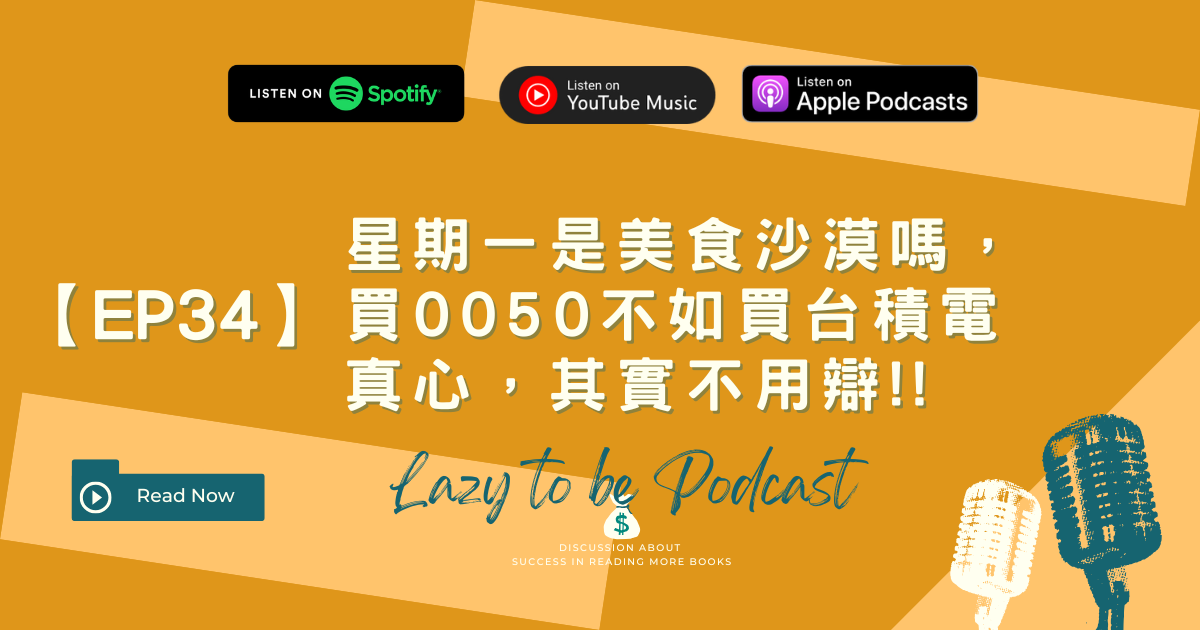 LISTEN ON Spotify
Listen on
YouTube Music
Listen on
Apple Podcasts
【EP34】
星期一是美食沙漠嗎，
買0050不如買台積電
真心，其實不用辯!!
Read Now
Lazy to be Podcast
$
DISCUSSION ABOUT
SUCCESS IN READING MORE BOOKS